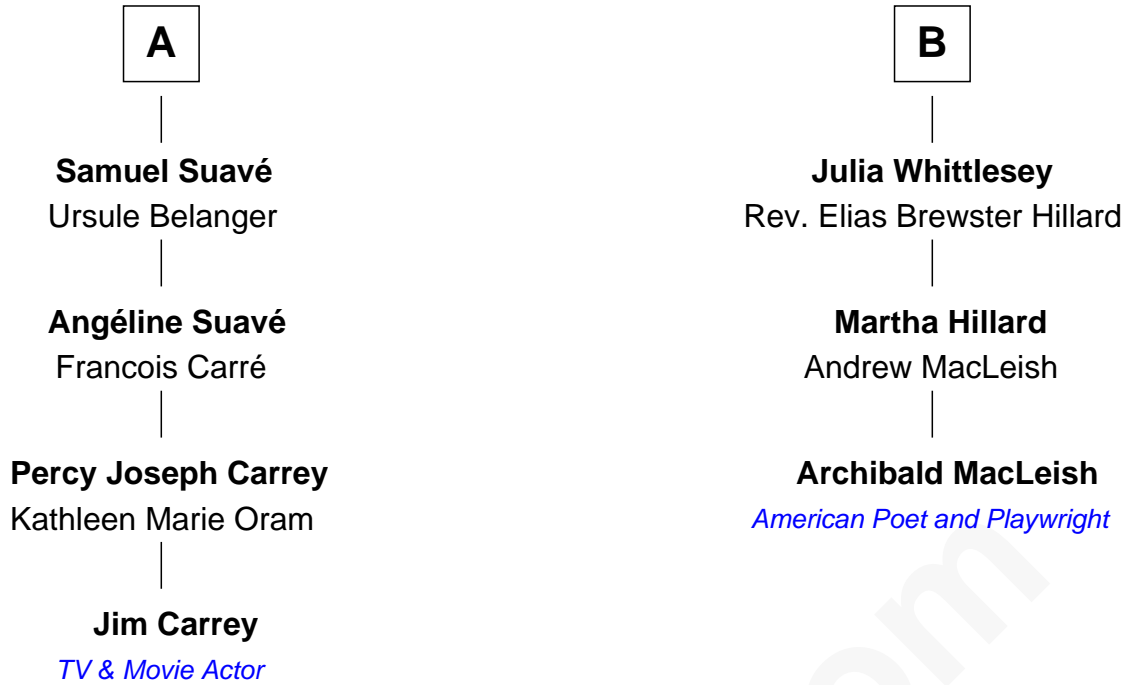 A
Samuel Suavé
Ursule Belanger
Angéline Suavé
Francois Carré
Percy Joseph Carrey
Kathleen Marie Oram
Jim Carrey
TV & Movie Actor
B
Julia Whittlesey
Rev. Elias Brewster Hillard
Martha Hillard
Andrew MacLeish
Archibald MacLeish
American Poet and Playwright
om